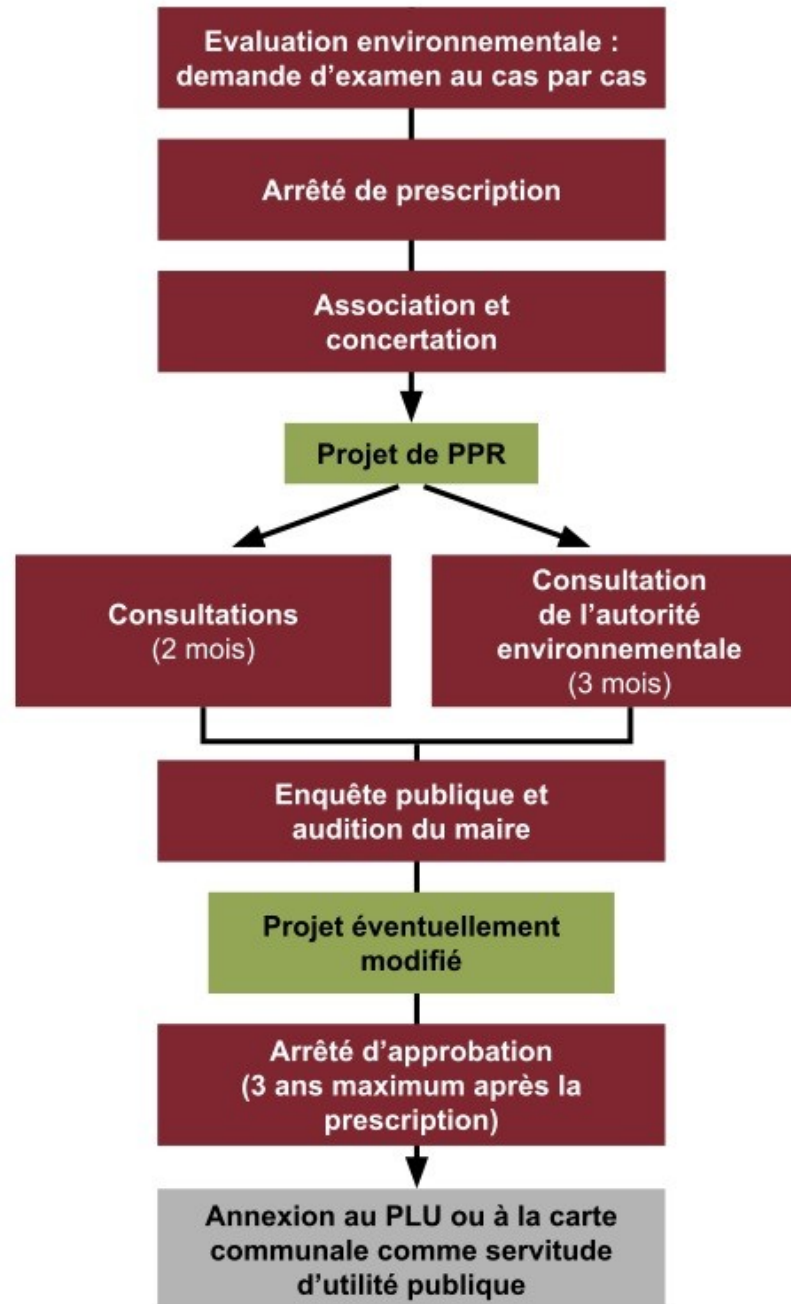 Evaluation environnementale :
demande d’examen au cas par cas
Arrêté de prescription
Association et
concertation
Projet de PPR
Consultations
(2 mois)
Consultation
de l’autorité
environnementale
(3 mois)
Enquête publique et
audition du maire
Projet éventuellement
modifié
Arrêté d’approbation
(3 ans maximum après la
prescription)
Annexion au PLU ou à la carte
communale comme servitude
d’utilité publique